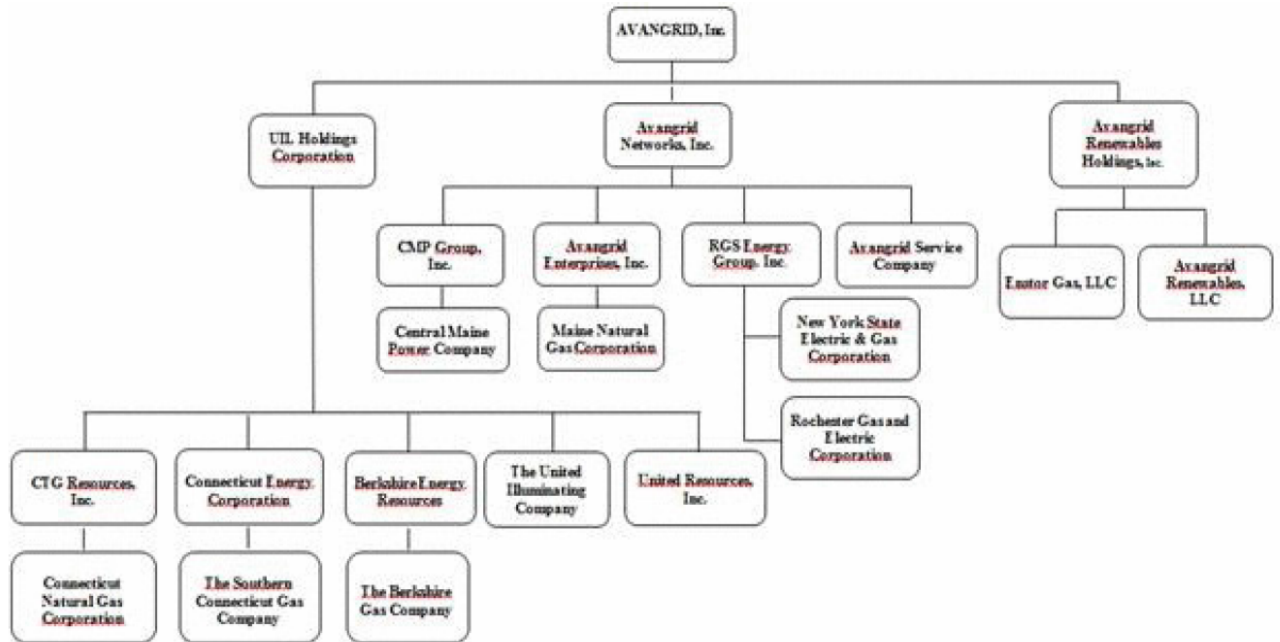 AVANGRID, Inc.
UIL Holdings
Corporation
Avangrid
Networks, Inc.
Avangrid
Renewables
Holdings, Inc.
CMP Group,
Inc.
Avangrid
Enterprises, Inc.
RGS Energy
Group, Inc.
Avangrid Service
Company
Enstor Gas, LLC
Avangrid
Renewables,
LLC
Central Maine
Power Company
Maine Natural
Gas Corporation
New York State
Electric & Gas
Corporation
Rochester Gas and
Electric
Corporation
CTG Resources,
Inc.
Connecticut Energy
Corporation
Berkshire Energy
Resources
The United
Illuminating
Company
United Resources,
Inc.
Connecticut
Natural Gas
Corporation
The Southern
Connecticut Gas
Company
The Berkshire
Gas Company